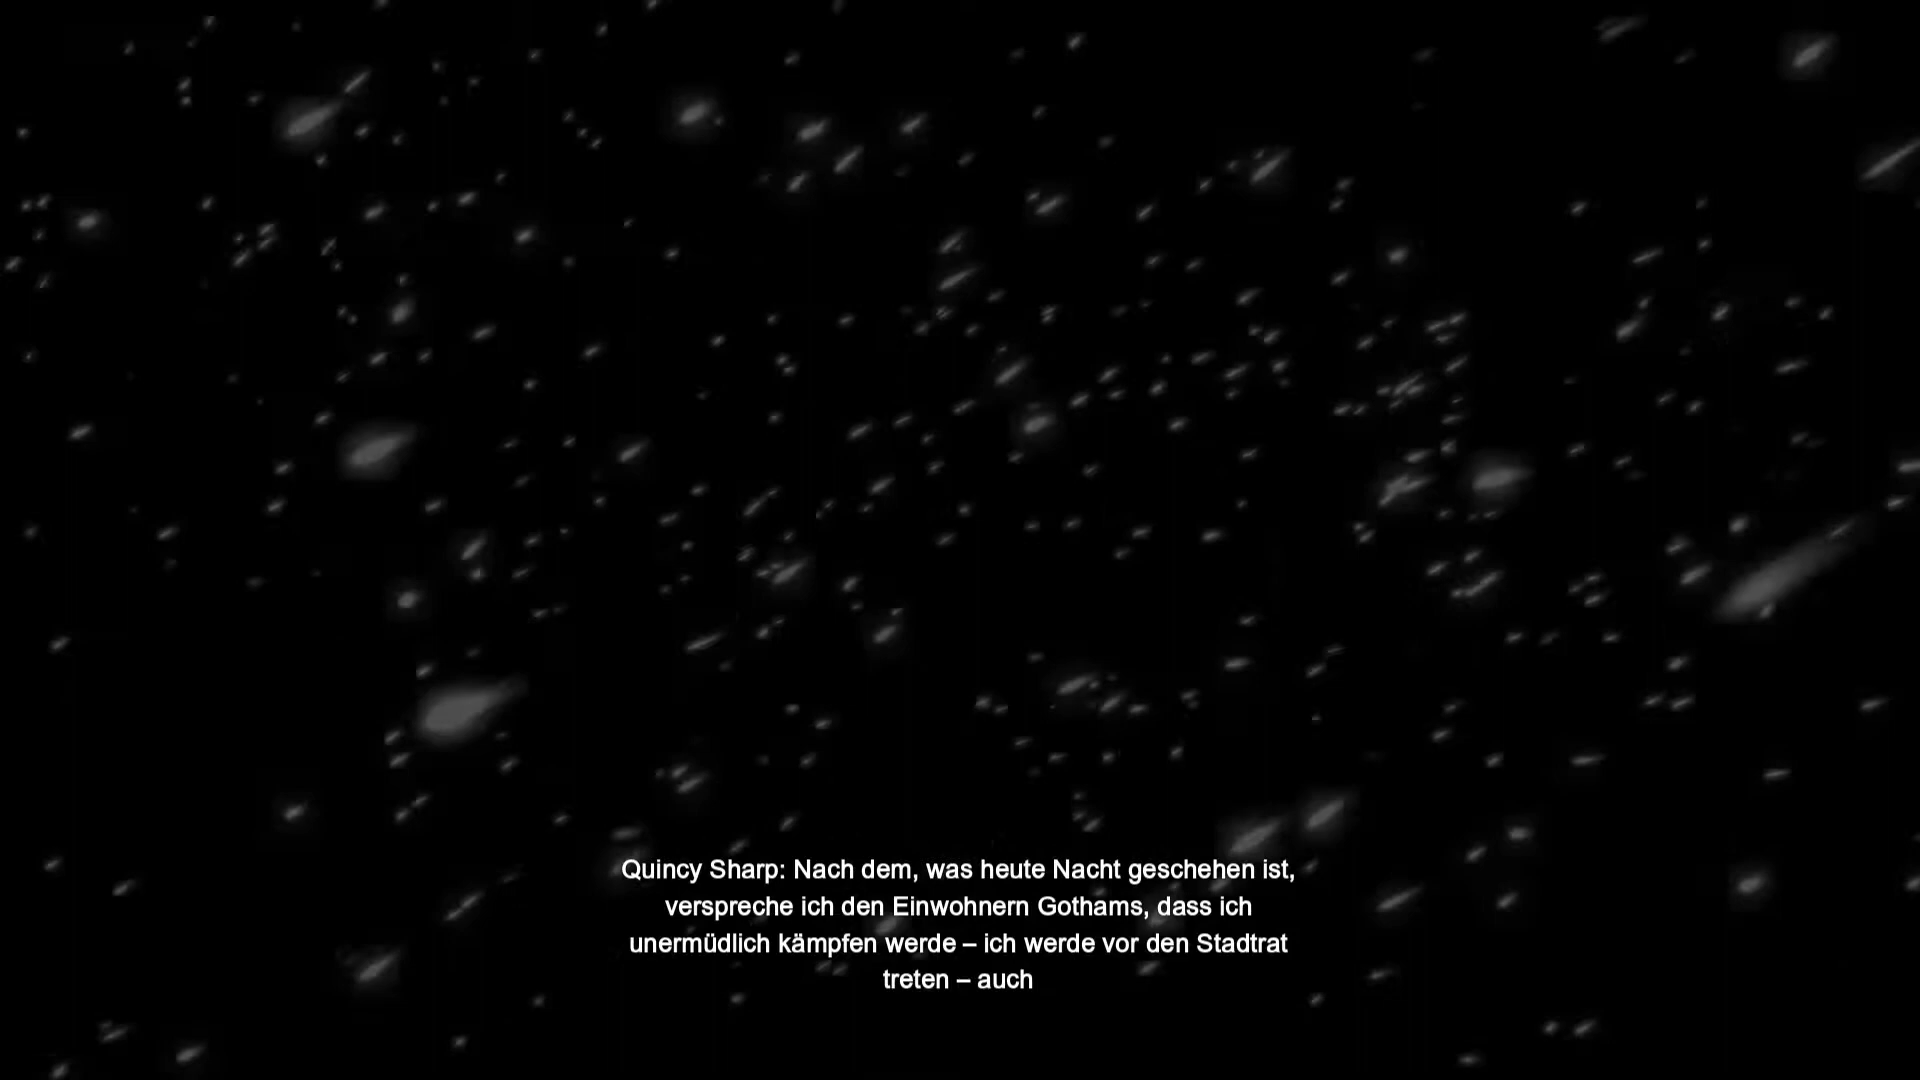 Quincy Sharp: Nach dem, was heute Nacht geschehen ist,
verspreche ich den Einwohnern Gothams, dass ich
unermüdlich kämpfen werde – ich werde vor den Stadtrat
treten – auch